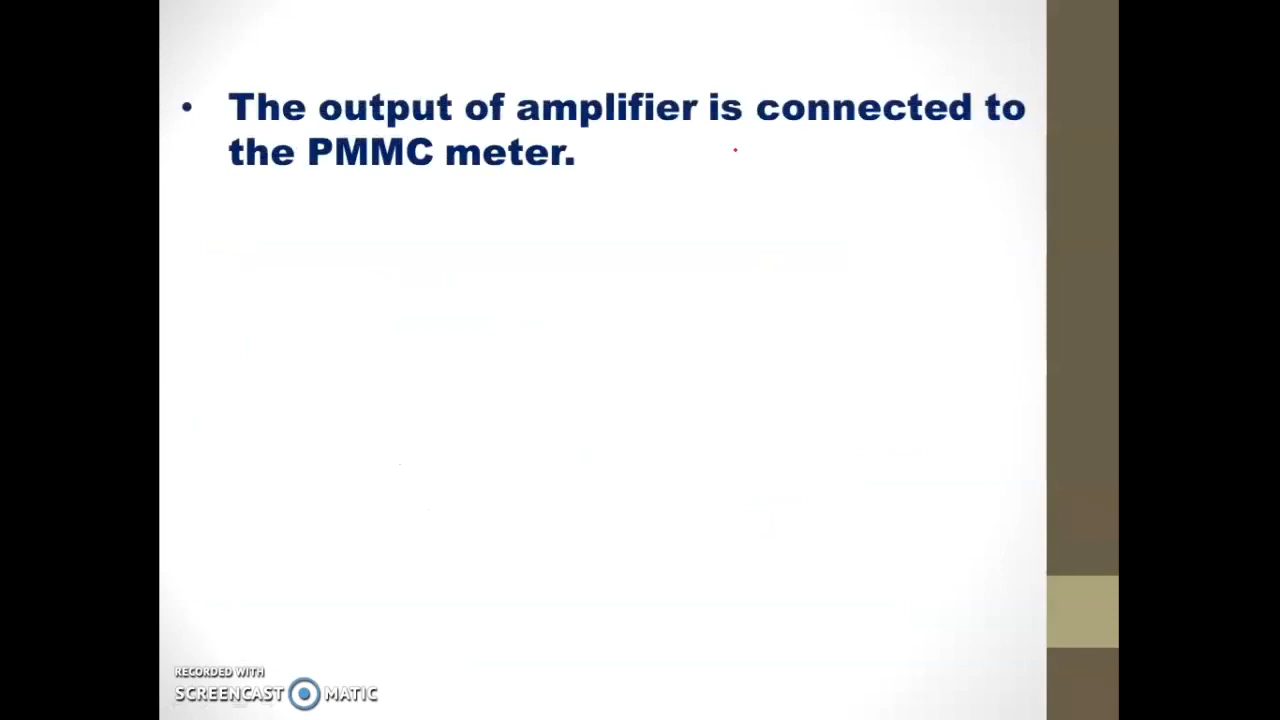 • The output of amplifier is connected to
the PMMC meter.
RECORDED WITH
SCREENCAST MATIC